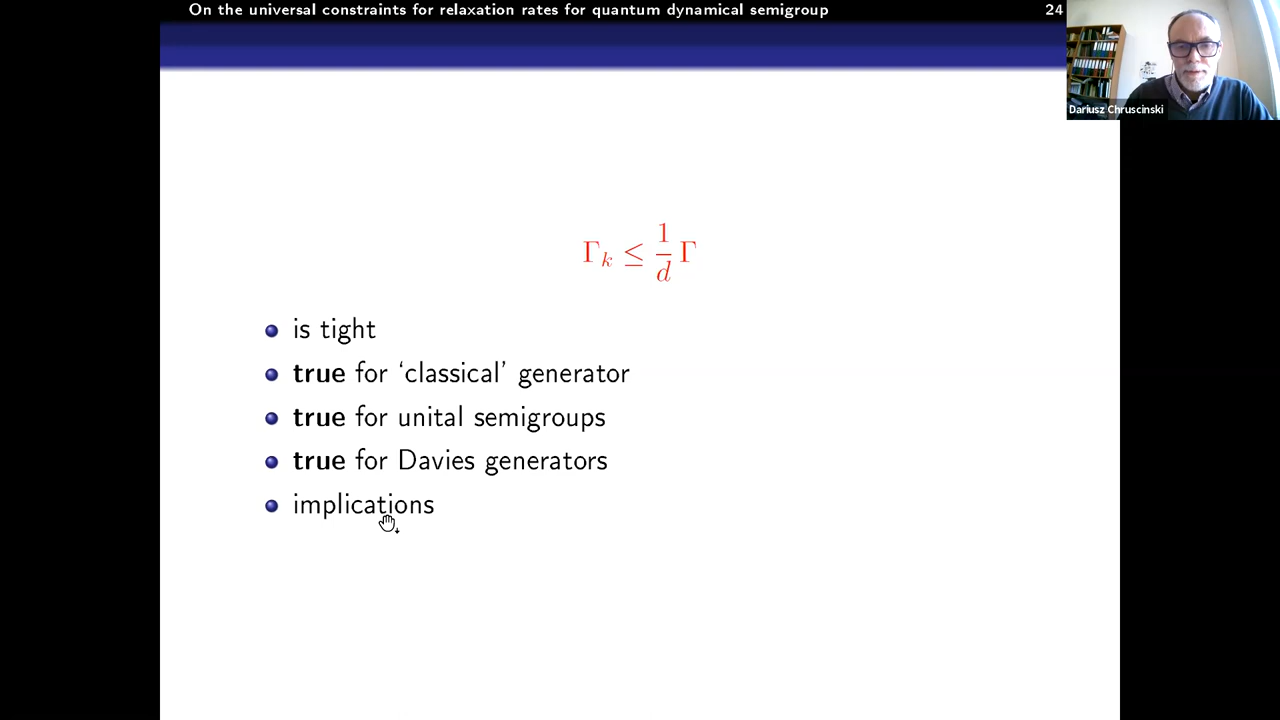 On the universal constraints for relaxation rates for quantum dynamical semigroup 24
Dariusz Chruscinski
Γ_k ≤ 1/d Γ
is tight
true for ‘classical’ generator
true for unital semigroups
true for Davies generators
implications